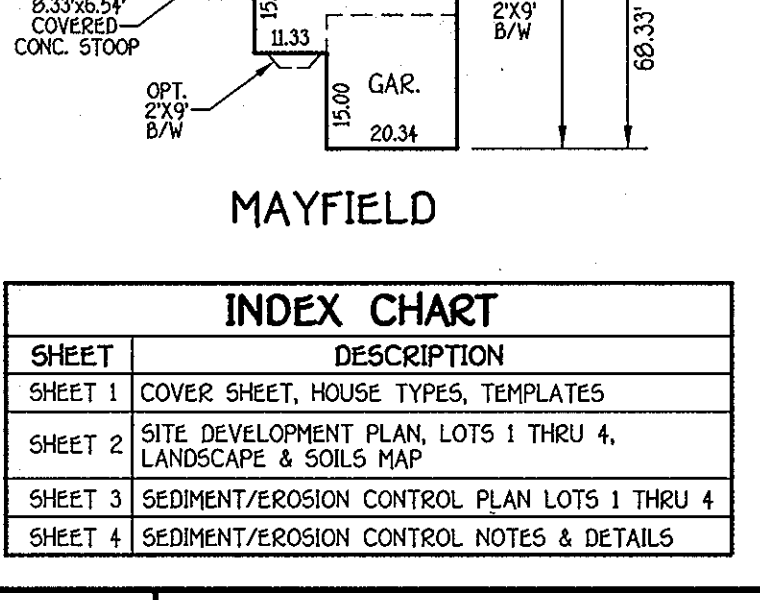 8.33'x6.54'
COVERED
CONC. STOOP
15.
11.33
OPT.
2'X9'
B/W
15.00
GAR.
20.34
2'X9'
B/W
68.33'
MAYFIELD
INDEX CHART
SHEET DESCRIPTION
SHEET 1 COVER SHEET, HOUSE TYPES, TEMPLATES
SHEET 2 SITE DEVELOPMENT PLAN, LOTS 1 THRU 4,
LANDSCAPE & SOILS MAP
SHEET 3 SEDIMENT/EROSION CONTROL PLAN LOTS 1 THRU 4
SHEET 4 SEDIMENT/EROSION CONTROL NOTES & DETAILS